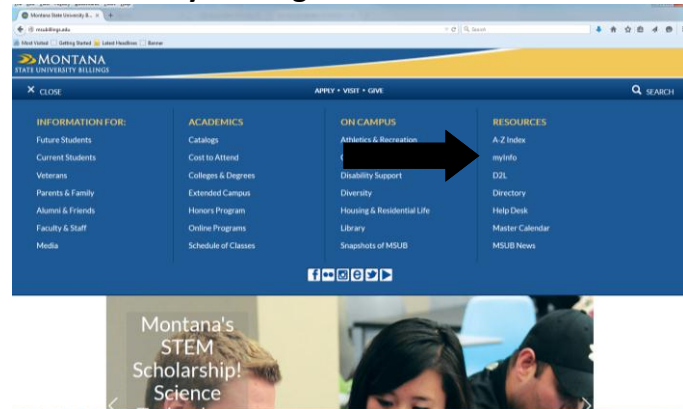 Montana State University B...
msubillings.edu
Search
Most Visited Getting Started Latest Headlines Banner
MONTANA
STATE UNIVERSITY BILLINGS
CLOSE
APPLY • VISIT • GIVE
SEARCH
INFORMATION FOR:
Future Students
Current Students
Veterans
Parents & Family
Alumni & Friends
Faculty & Staff
Media
ACADEMICS
Catalogs
Cost to Attend
Colleges & Degrees
Extended Campus
Honors Program
Online Programs
Schedule of Classes
ON CAMPUS
Athletics & Recreation
Disability Support
Diversity
Housing & Residential Life
Library
Snapshots of MSUB
RESOURCES
A-Z Index
myInfo
D2L
Directory
Help Desk
Master Calendar
MSUB News
Montana's
STEM
Scholarship!
Science